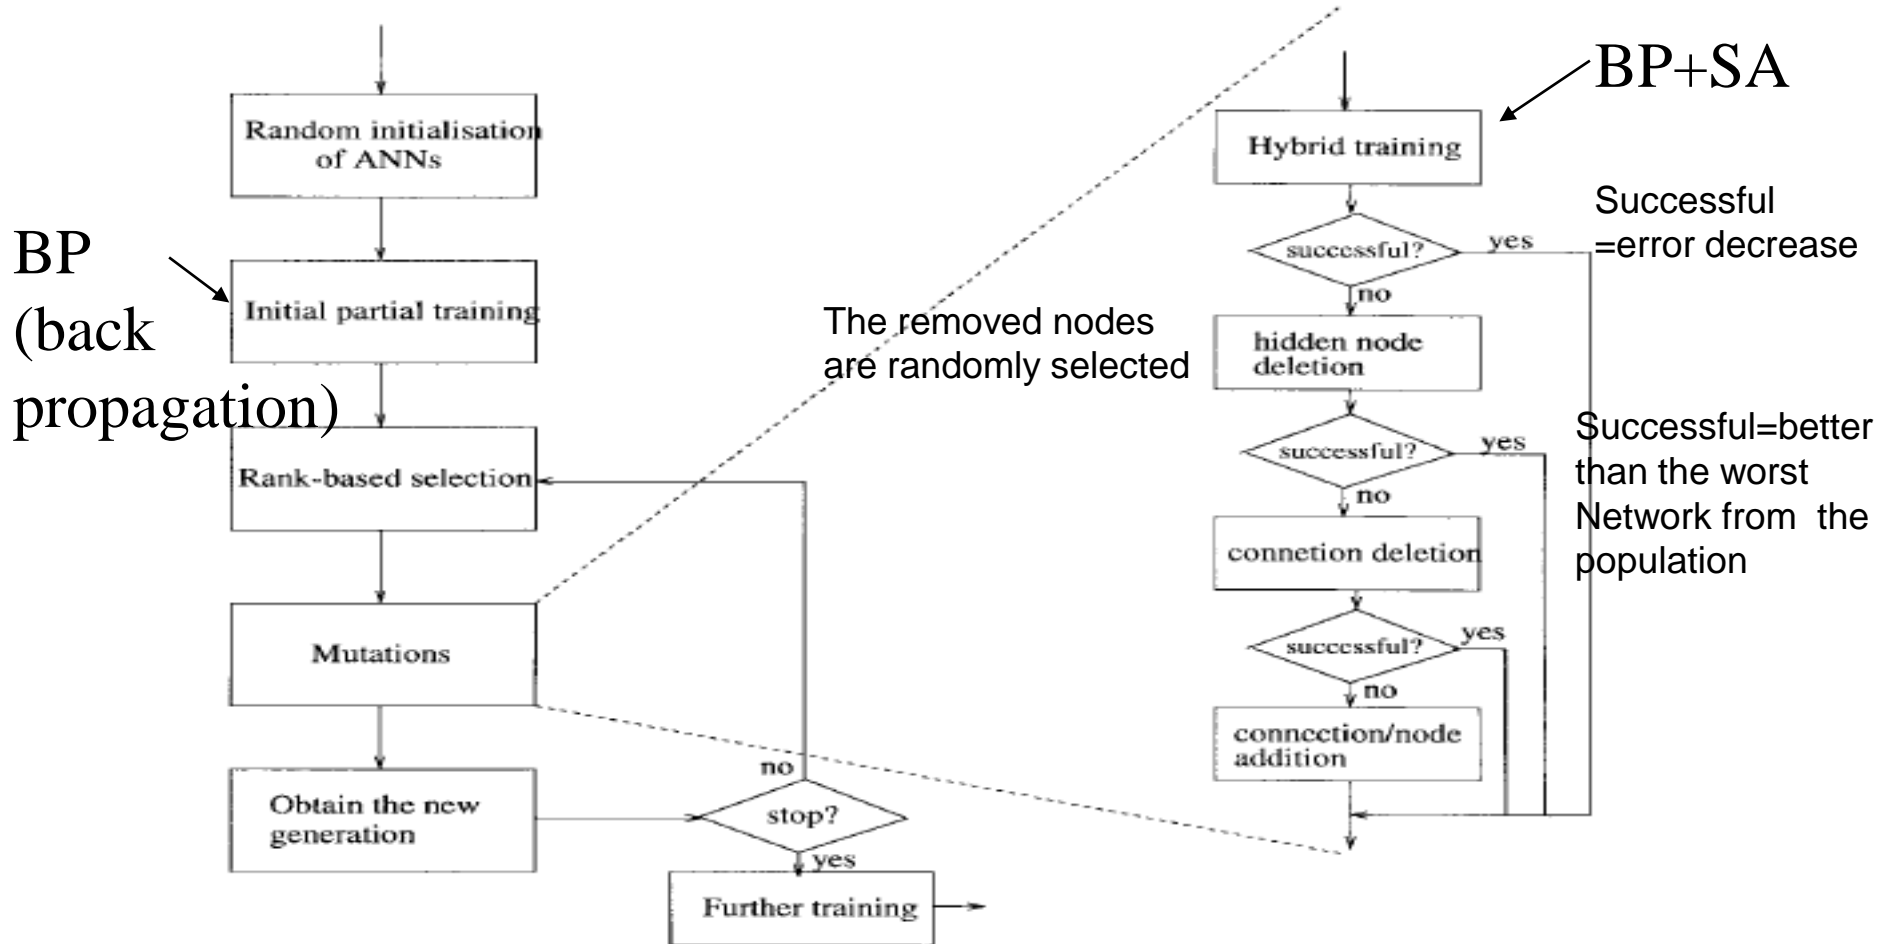 Random initialisation
of ANNs
BP
(back
propagation)
Initial partial training
Rank-based selection
Mutations
Obtain the new
generation
no
stop?
yes
Further training
The removed nodes
are randomly selected
BP+SA
Hybrid training
successful?
yes
no
Successful
=error decrease
hidden node
deletion
successful?
yes
no
Successful=better
than the worst
Network from the
population
connetion deletion
successful?
yes
no
connection/node
addition